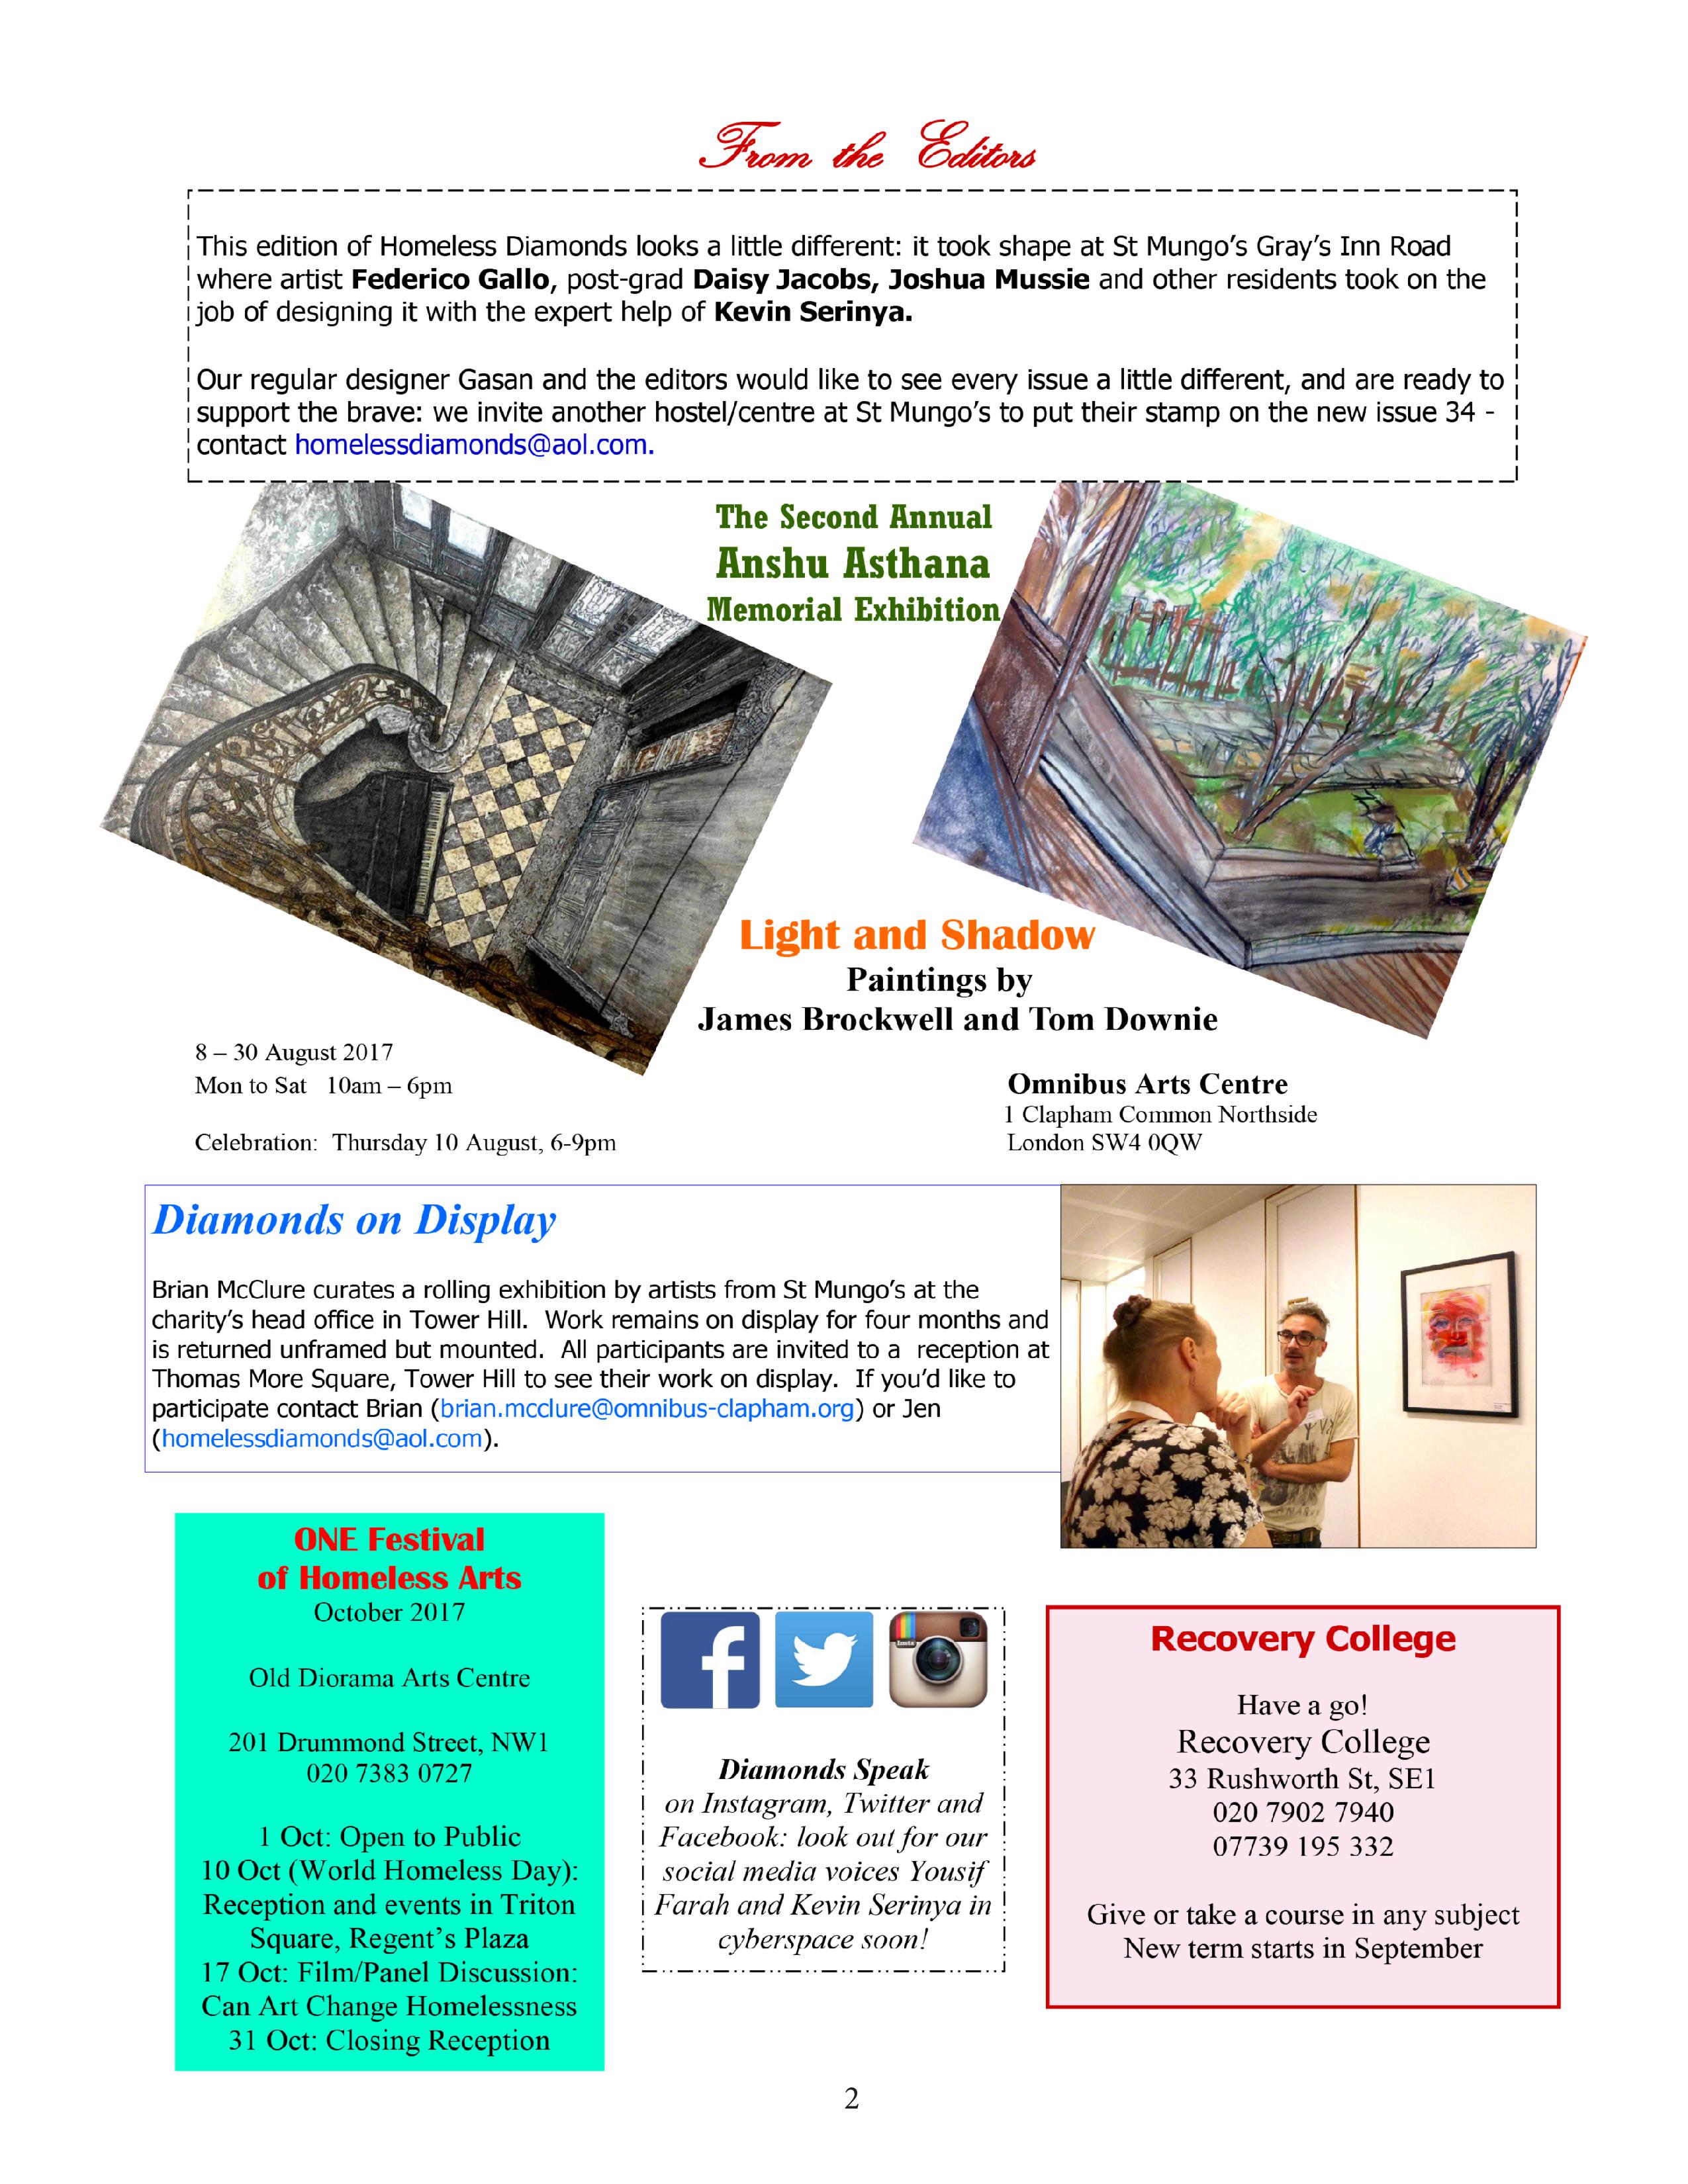 From the Editors
This edition of Homeless Diamonds looks a little different: it took shape at St Mungo's Gray's Inn Road
where artist Federico Gallo, post-grad Daisy Jacobs, Joshua Mussie and other residents took on the
job of designing it with the expert help of Kevin Serinya.
Our regular designer Gasan and the editors would like to see every issue a little different, and are ready to
support the brave: we invite another hostel/centre at St Mungo's to put their stamp on the new issue 34 -
contact homelessdiamonds@aol.com.
The Second Annual
Anshu Asthana
Memorial Exhibition
Light and Shadow
Paintings by
James Brockwell and Tom Downie
8 – 30 August 2017
Mon to Sat 10am – 6pm
Celebration: Thursday 10 August, 6-9pm
Omnibus Arts Centre
1 Clapham Common Northside
London SW4 0QW
Diamonds on Display
Brian McClure curates a rolling exhibition by artists from St Mungo's at the
charity's head office in Tower Hill. Work remains on display for four months and
is returned unframed but mounted. All participants are invited to a reception at
Thomas More Square, Tower Hill to see their work on display. If you'd like to
participate contact Brian (brian.mcclure@omnibus-clapham.org) or Jen
(homelessdiamonds@aol.com).
ONE Festival
of Homeless Arts
October 2017
Old Diorama Arts Centre
201 Drummond Street, NW1
020 7383 0727
1 Oct: Open to Public
10 Oct (World Homeless Day):
Reception and events in Triton
Square, Regent's Plaza
17 Oct: Film/Panel Discussion:
Can Art Change Homelessness
31 Oct: Closing Reception
Insta
Diamonds Speak
on Instagram, Twitter and
Facebook: look out for our
social media voices Yousif
Farah and Kevin Serinya in
cyberspace soon!
Recovery College
Have a go!
Recovery College
33 Rushworth St, SE1
020 7902 7940
07739 195 332
Give or take a course in any subject
New term starts in September
2